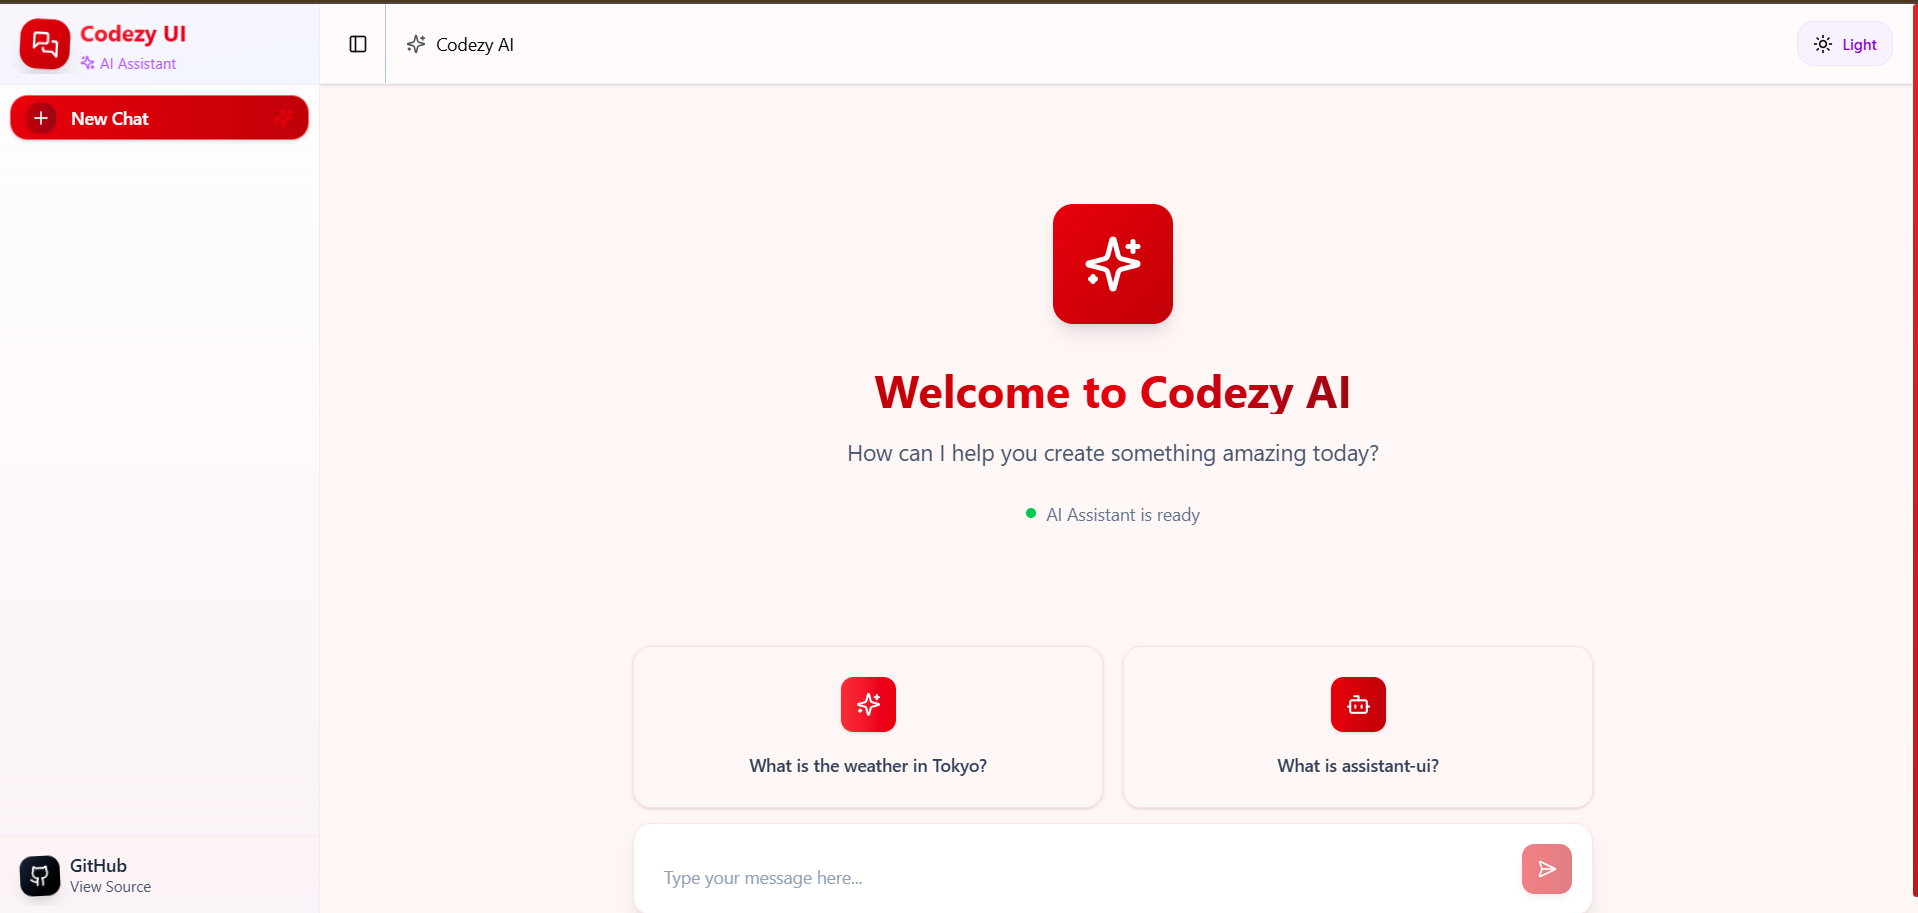 Codezy UI
AI Assistant
New Chat
GitHub
View Source
Codezy AI
Light
Welcome to Codezy AI
How can I help you create something amazing today?
AI Assistant is ready
What is the weather in Tokyo?
What is assistant-ui?
Type your message here...